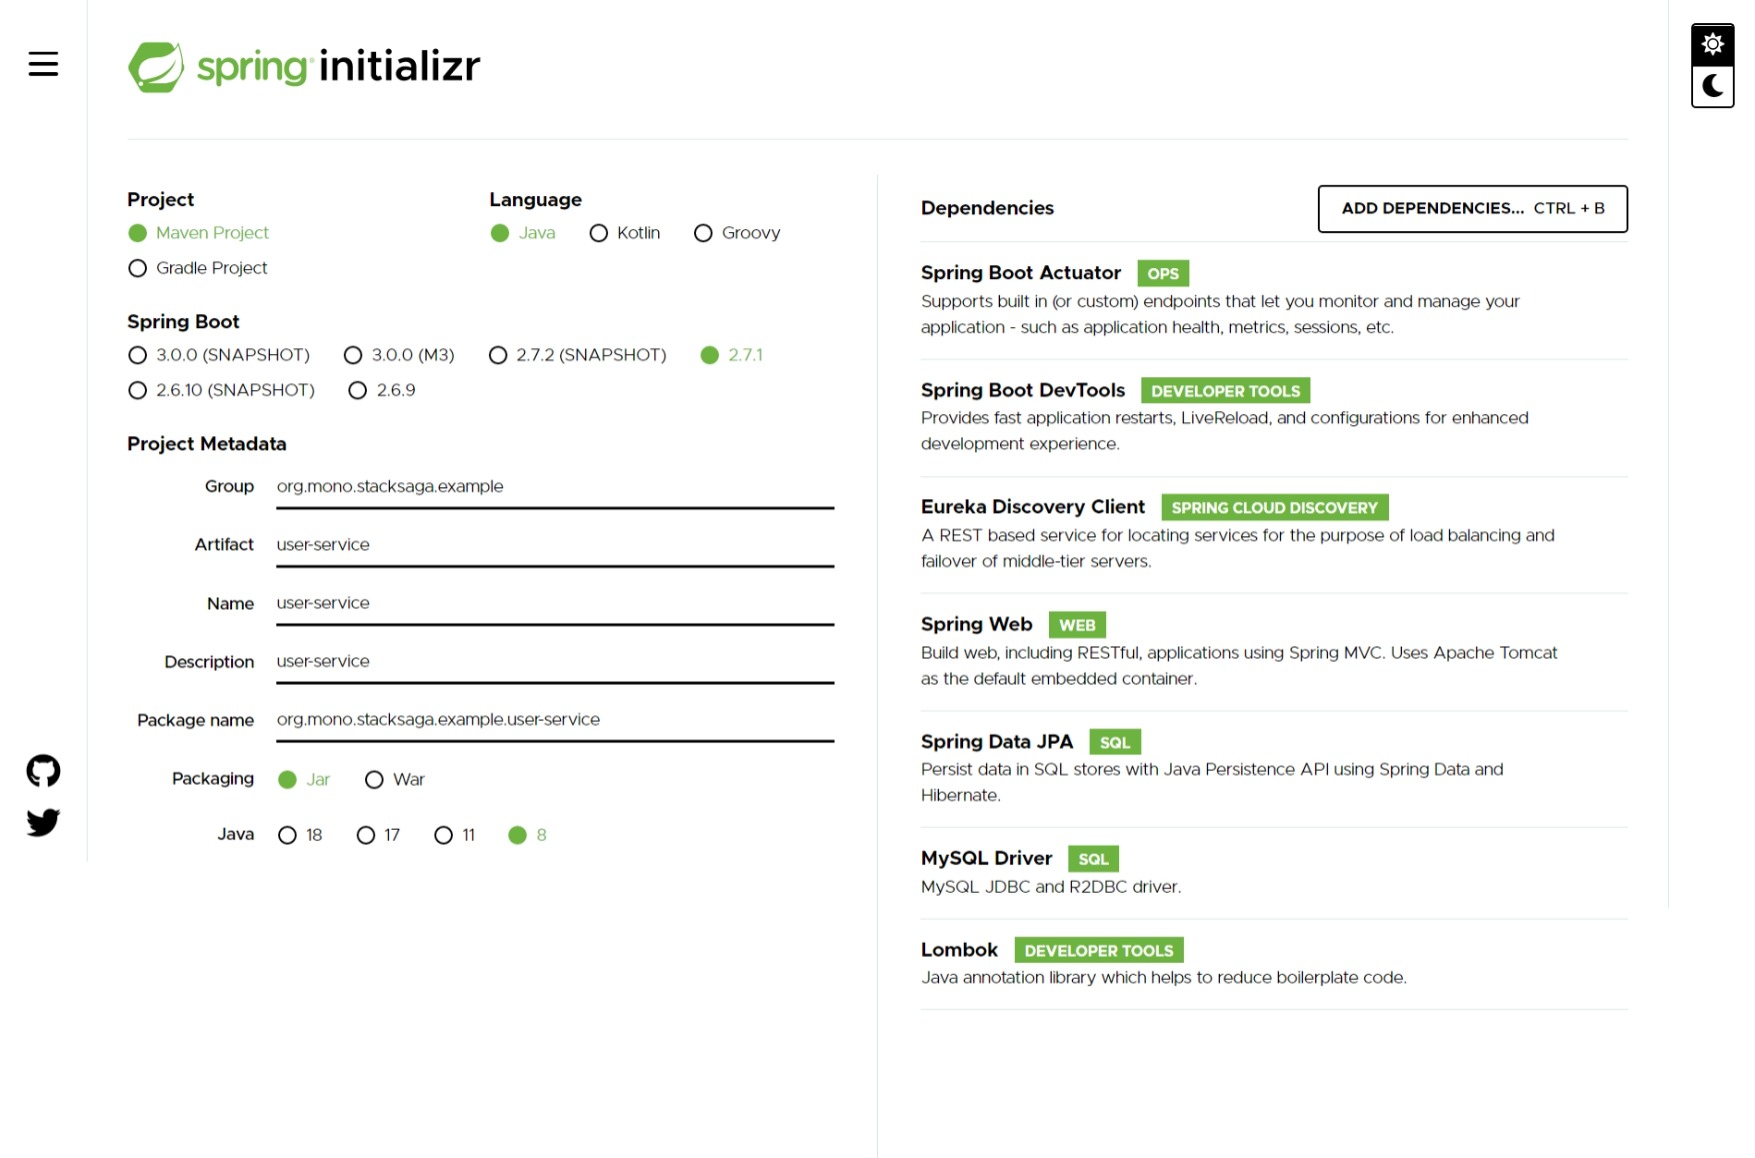 spring initializr
Project
Maven Project
Gradle Project
Language
Java Kotlin Groovy
Spring Boot
3.0.0 (SNAPSHOT) 3.0.0 (M3) 2.7.2 (SNAPSHOT) 2.7.1
2.6.10 (SNAPSHOT) 2.6.9
Project Metadata
Group org.mono.stacksaga.example
Artifact user-service
Name user-service
Description user-service
Package name org.mono.stacksaga.example.user-service
Packaging Jar War
Java 18 17 11 8
Dependencies
ADD DEPENDENCIES... CTRL + B
Spring Boot Actuator OPS
Supports built in (or custom) endpoints that let you monitor and manage your
application - such as application health, metrics, sessions, etc.
Spring Boot DevTools DEVELOPER TOOLS
Provides fast application restarts, LiveReload, and configurations for enhanced
development experience.
Eureka Discovery Client SPRING CLOUD DISCOVERY
A REST based service for locating services for the purpose of load balancing and
failover of middle-tier servers.
Spring Web WEB
Build web, including RESTful, applications using Spring MVC. Uses Apache Tomcat
as the default embedded container.
Spring Data JPA SQL
Persist data in SQL stores with Java Persistence API using Spring Data and
Hibernate.
MySQL Driver SQL
MySQL JDBC and R2DBC driver.
Lombok DEVELOPER TOOLS
Java annotation library which helps to reduce boilerplate code.